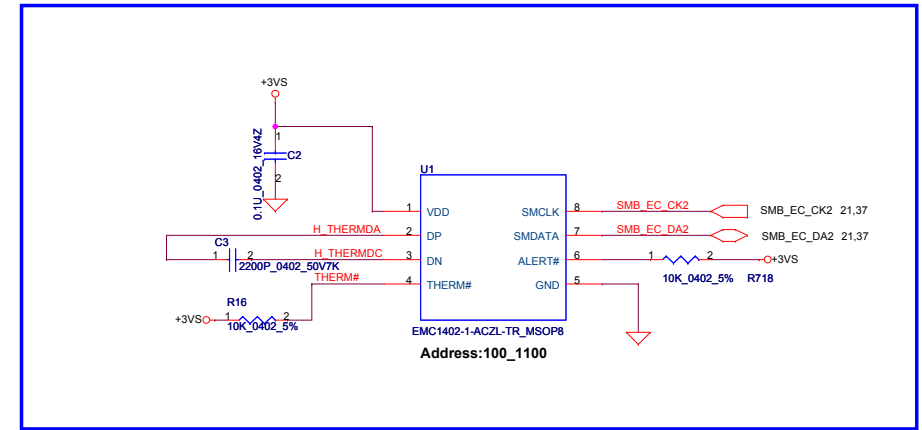 +3VS
1
0.1U_0402_16V4Z
C2
2
U1
1
VDD
SMCLK
8
SMB_EC_CK2
SMB_EC_CK2 21,37
H_THERMDA
2
DP
SMDATA
7
SMB_EC_DA2
SMB_EC_DA2 21,37
C3
1
2
H_THERMDC
3
DN
ALERT#
6
1
2
+3VS
2200P_0402_50V7K
10K_0402_5%
R718
THERM#
4
THERM#
GND
5
R16
+3VS
1
2
10K_0402_5%
EMC1402-1-ACZL-TR_MSOP8
Address:100_1100